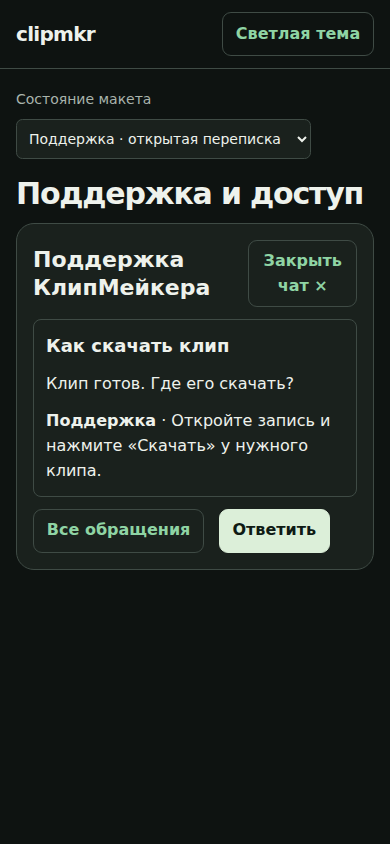 clipmkr
Светлая тема
Состояние макета
Поддержка · открытая переписка
Поддержка и доступ
Поддержка
КлипМейкера
Закрыть
чат ×
Как скачать клип
Клип готов. Где его скачать?
Поддержка · Откройте запись и
нажмите «Скачать» у нужного
клипа.
Все обращения
Ответить